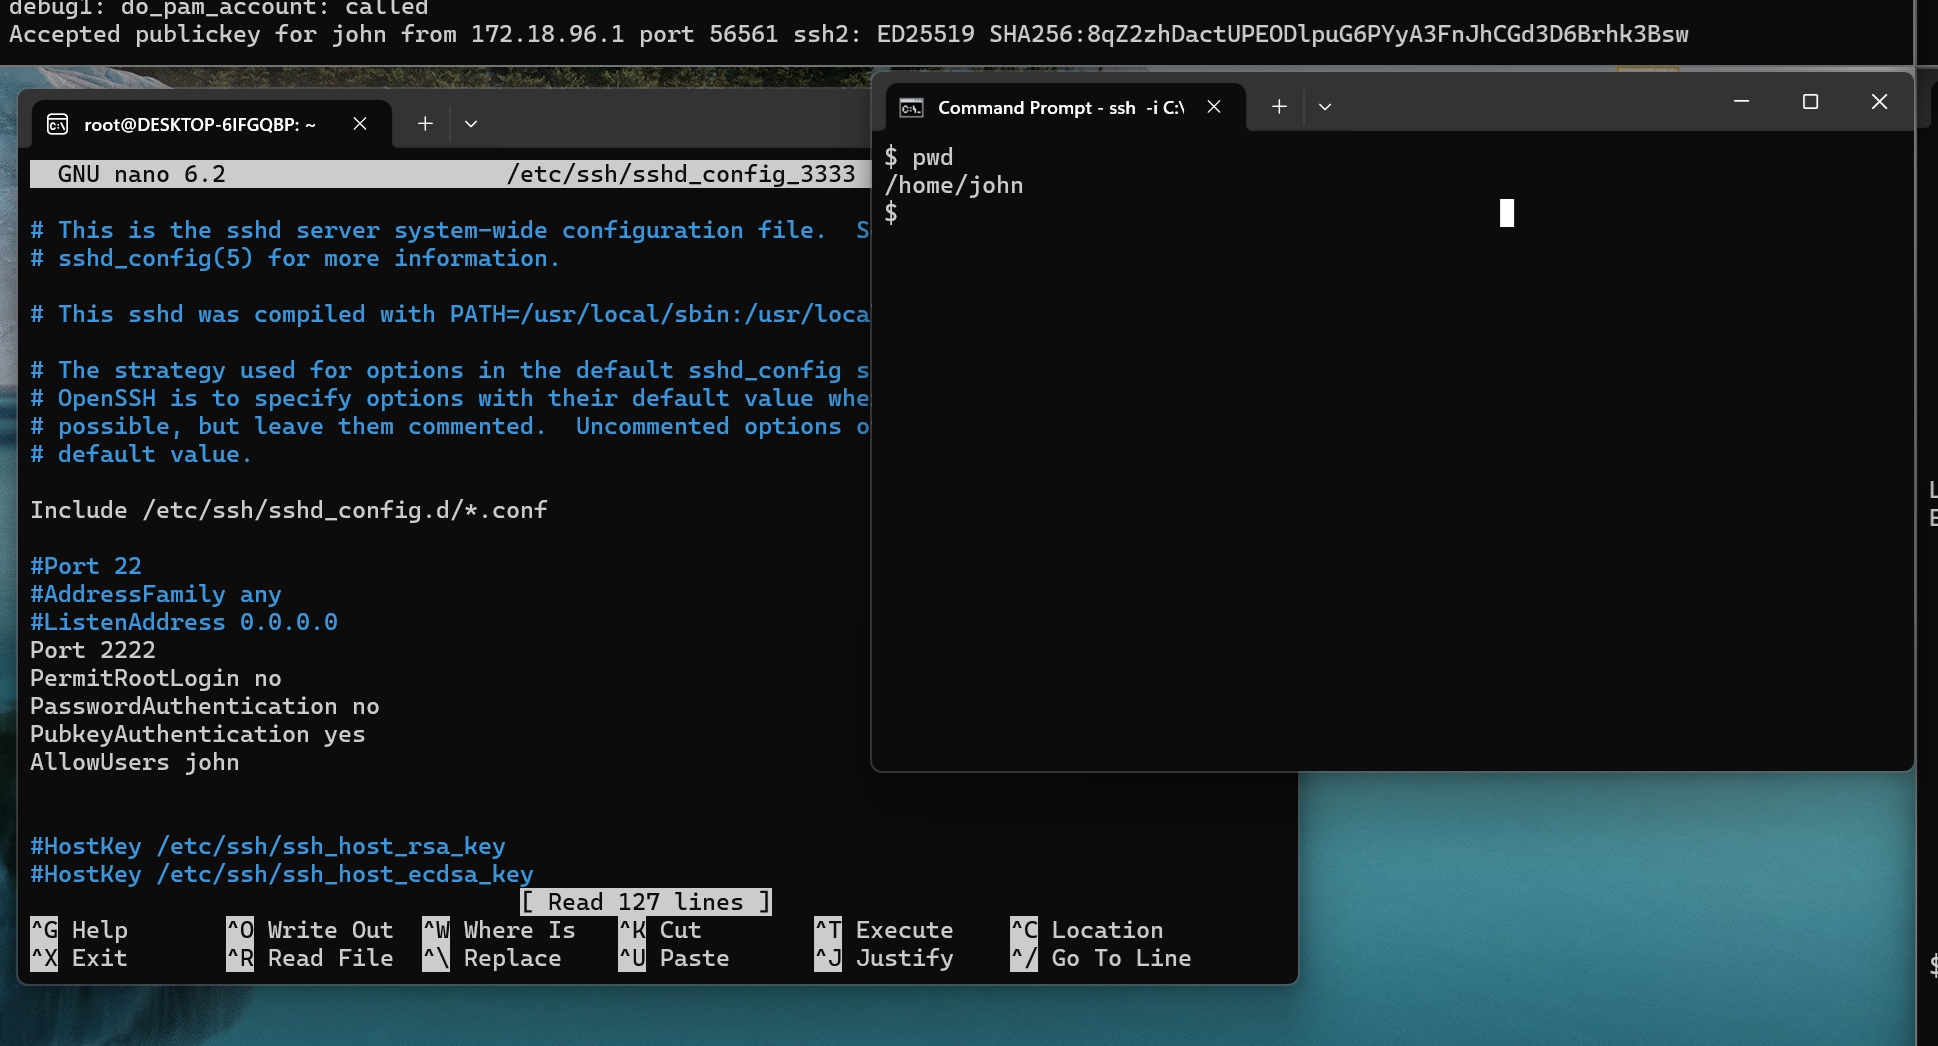 debug1: do_pam_account: called
Accepted publickey for john from 172.18.96.1 port 56561 ssh2: ED25519 SHA256:8qZ2zhDactUPEODlpuG6PYyA3FnJhCGd3D6Brhk3Bsw
root@DESKTOP-6IFGQBP: ~
GNU nano 6.2 /etc/ssh/sshd_config_3333
# This is the sshd server system-wide configuration file. S
# sshd_config(5) for more information.
# This sshd was compiled with PATH=/usr/local/sbin:/usr/loca
# The strategy used for options in the default sshd_config s
# OpenSSH is to specify options with their default value whe
# possible, but leave them commented. Uncommented options o
# default value.
Include /etc/ssh/sshd_config.d/*.conf
#Port 22
#AddressFamily any
#ListenAddress 0.0.0.0
Port 2222
PermitRootLogin no
PasswordAuthentication no
PubkeyAuthentication yes
AllowUsers john
#HostKey /etc/ssh/ssh_host_rsa_key
#HostKey /etc/ssh/ssh_host_ecdsa_key
[ Read 127 lines ]
^G Help ^O Write Out ^W Where Is ^K Cut ^T Execute ^C Location
^X Exit ^R Read File ^\ Replace ^U Paste ^J Justify ^/ Go To Line
Command Prompt - ssh -i C:\
$ pwd
/home/john
$
L
E
$